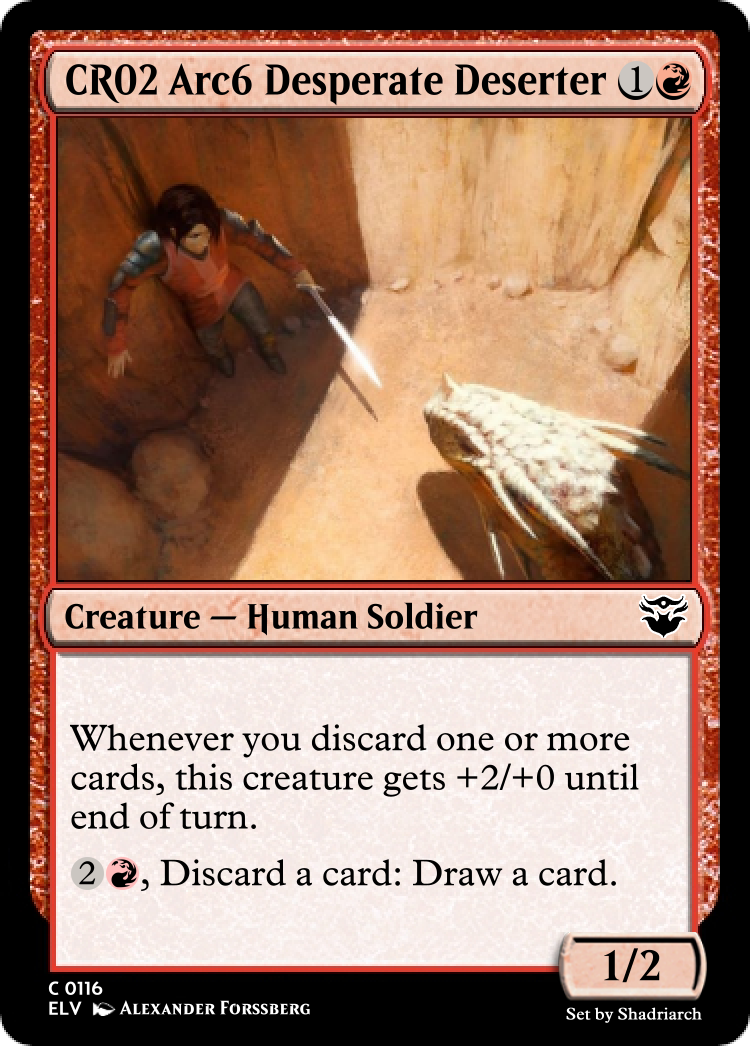 CR02 Arc6 Desperate Deserter 1
Creature — Human Soldier
Whenever you discard one or more
cards, this creature gets +2/+0 until
end of turn.
2, Discard a card: Draw a card.
1/2
C 0116
ELV Alexander Forssberg
Set by Shadriarch